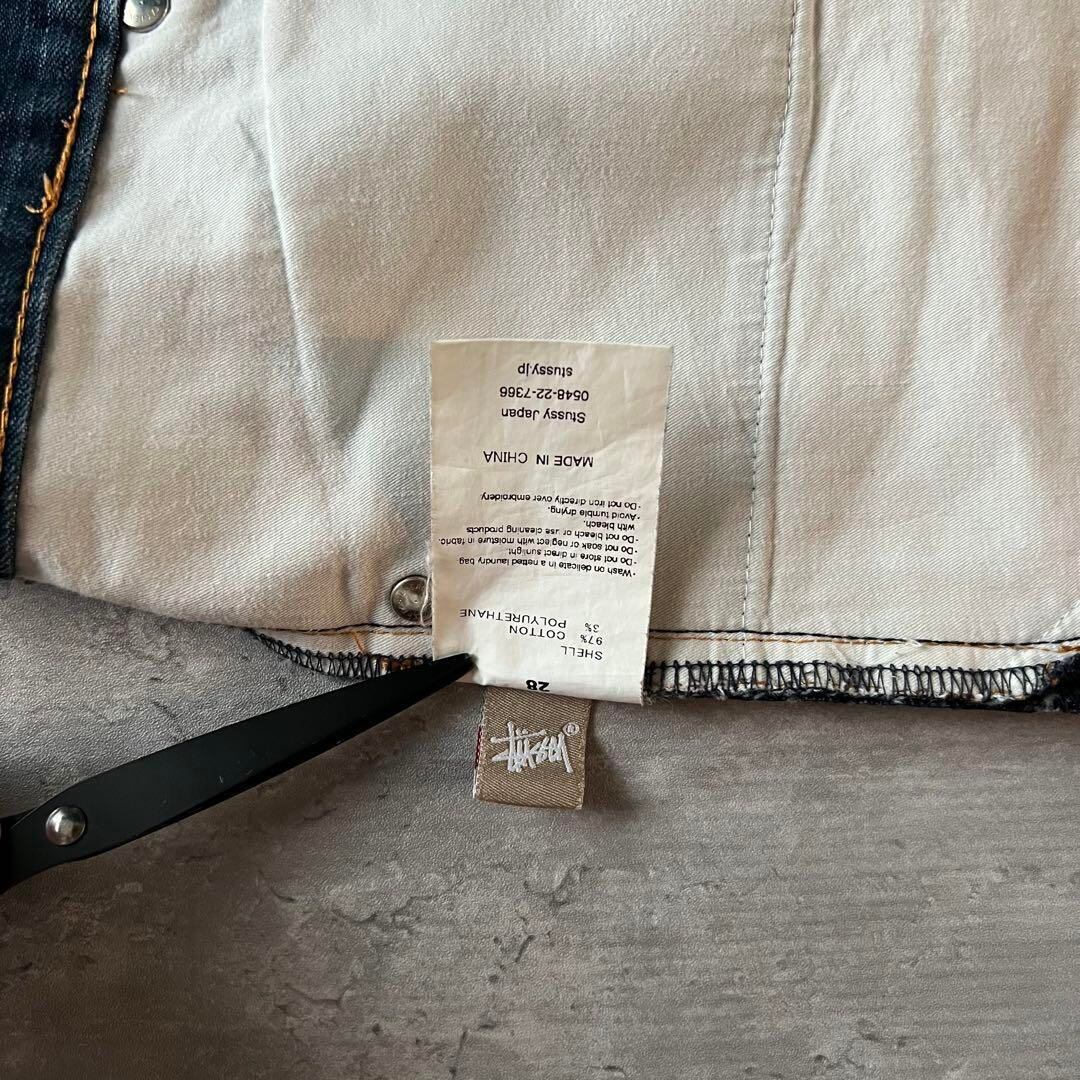 28
SHELL
97% COTTON
3% POLYURETHANE
・Wash on delicate in a netted laundry bag
・Do not store in direct sunlight.
・Do not soak or neglect with moisture in fabric.
・Do not bleach or use cleaning products
with bleach.
・Avoid tumble drying.
・Do not iron directly over embroidery.
MADE IN CHINA
Stussy Japan
0548-22-7366
stussy.jp
Stüssy®